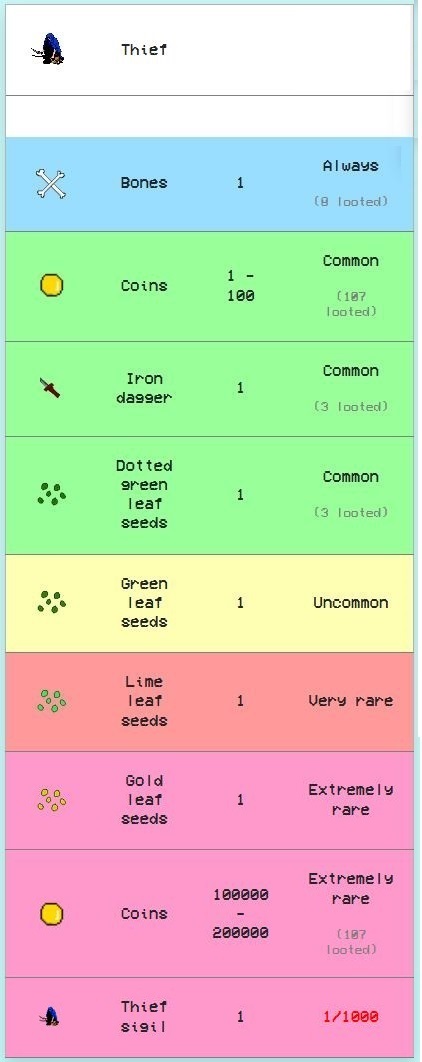 Thief
Bones
1
Always
(8 looted)
Coins
1 -
100
Common
(107
looted)
Iron
dagger
1
Common
(3 looted)
Dotted
green
leaf
seeds
1
Common
(3 looted)
Green
leaf
seeds
1
Uncommon
Lime
leaf
seeds
1
Very rare
Gold
leaf
seeds
1
Extremely
rare
Coins
100000
-
200000
Extremely
rare
(107
looted)
Thief
sigil
1
1/1000